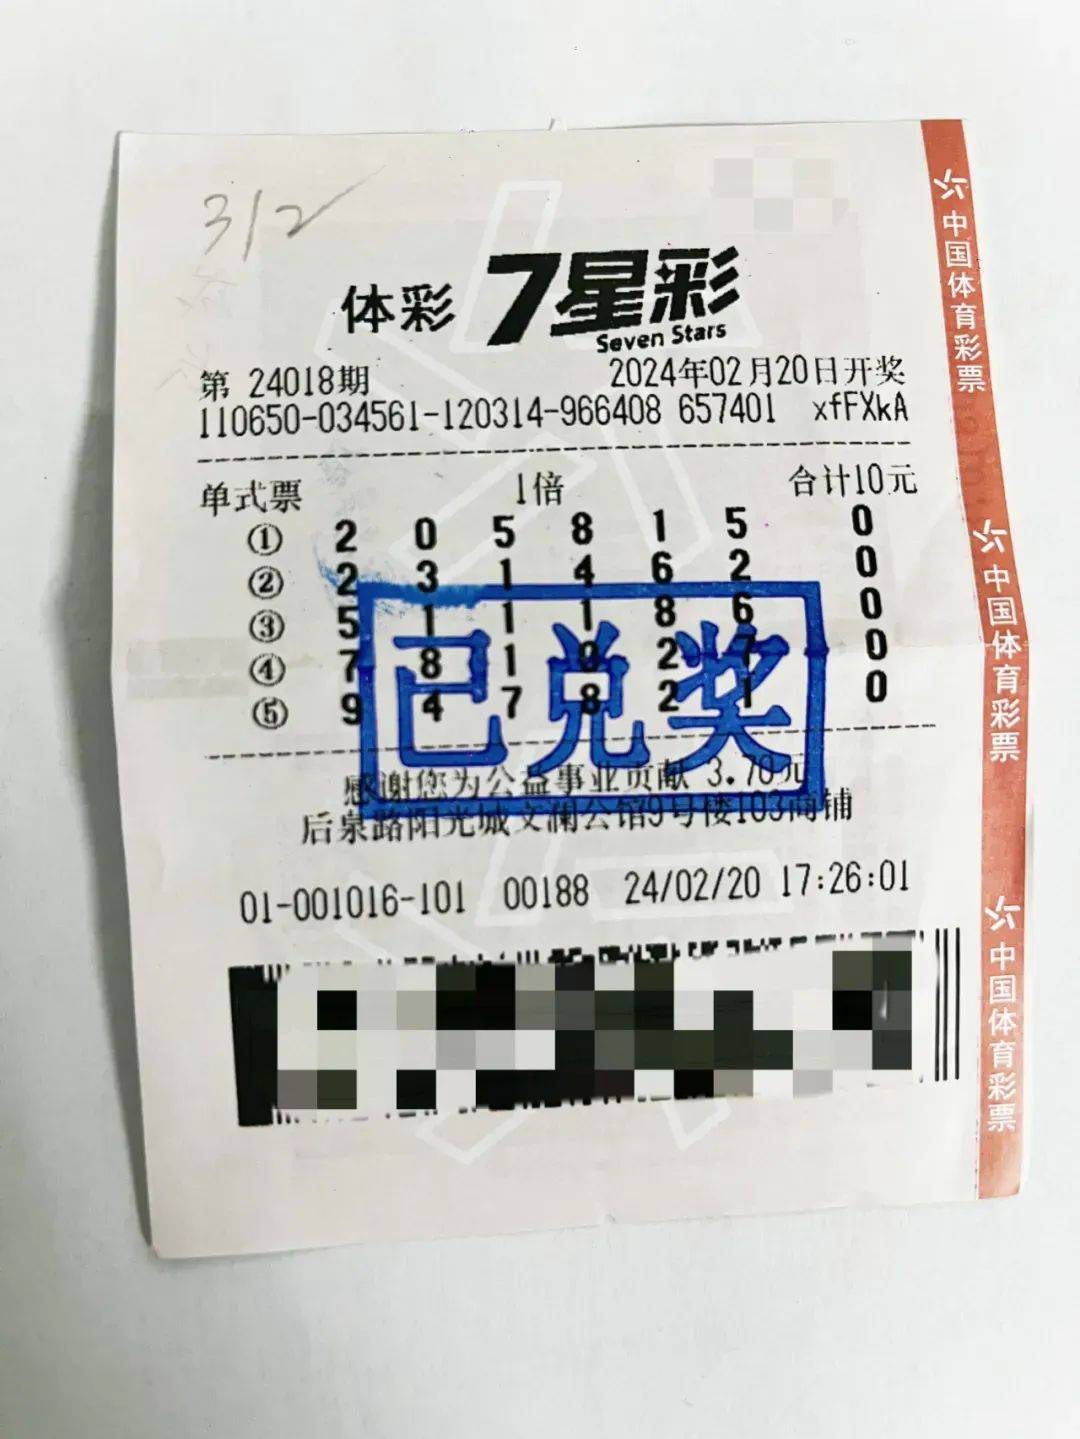 312
体彩 7星彩
Seven Stars
第 24018期 2024年02月20日开奖
110650-034561-120314-966408 657401 xfFXkA
单式票 1倍 合计10元
① 2 0 5 8 1 5 0
② 2 3 1 4 6 2 0
③ 5 1 1 1 8 6 0
④ 7 8 1 0 2 7 0
⑤ 9 4 7 8 2 1 0
已兑奖
感谢您为公益事业贡献 3.70元
后泉路阳光城文澜公馆9号楼103商铺
01-001016-101 00188 24/02/20 17:26:01
中国体育彩票
中国体育彩票
中国体育彩票